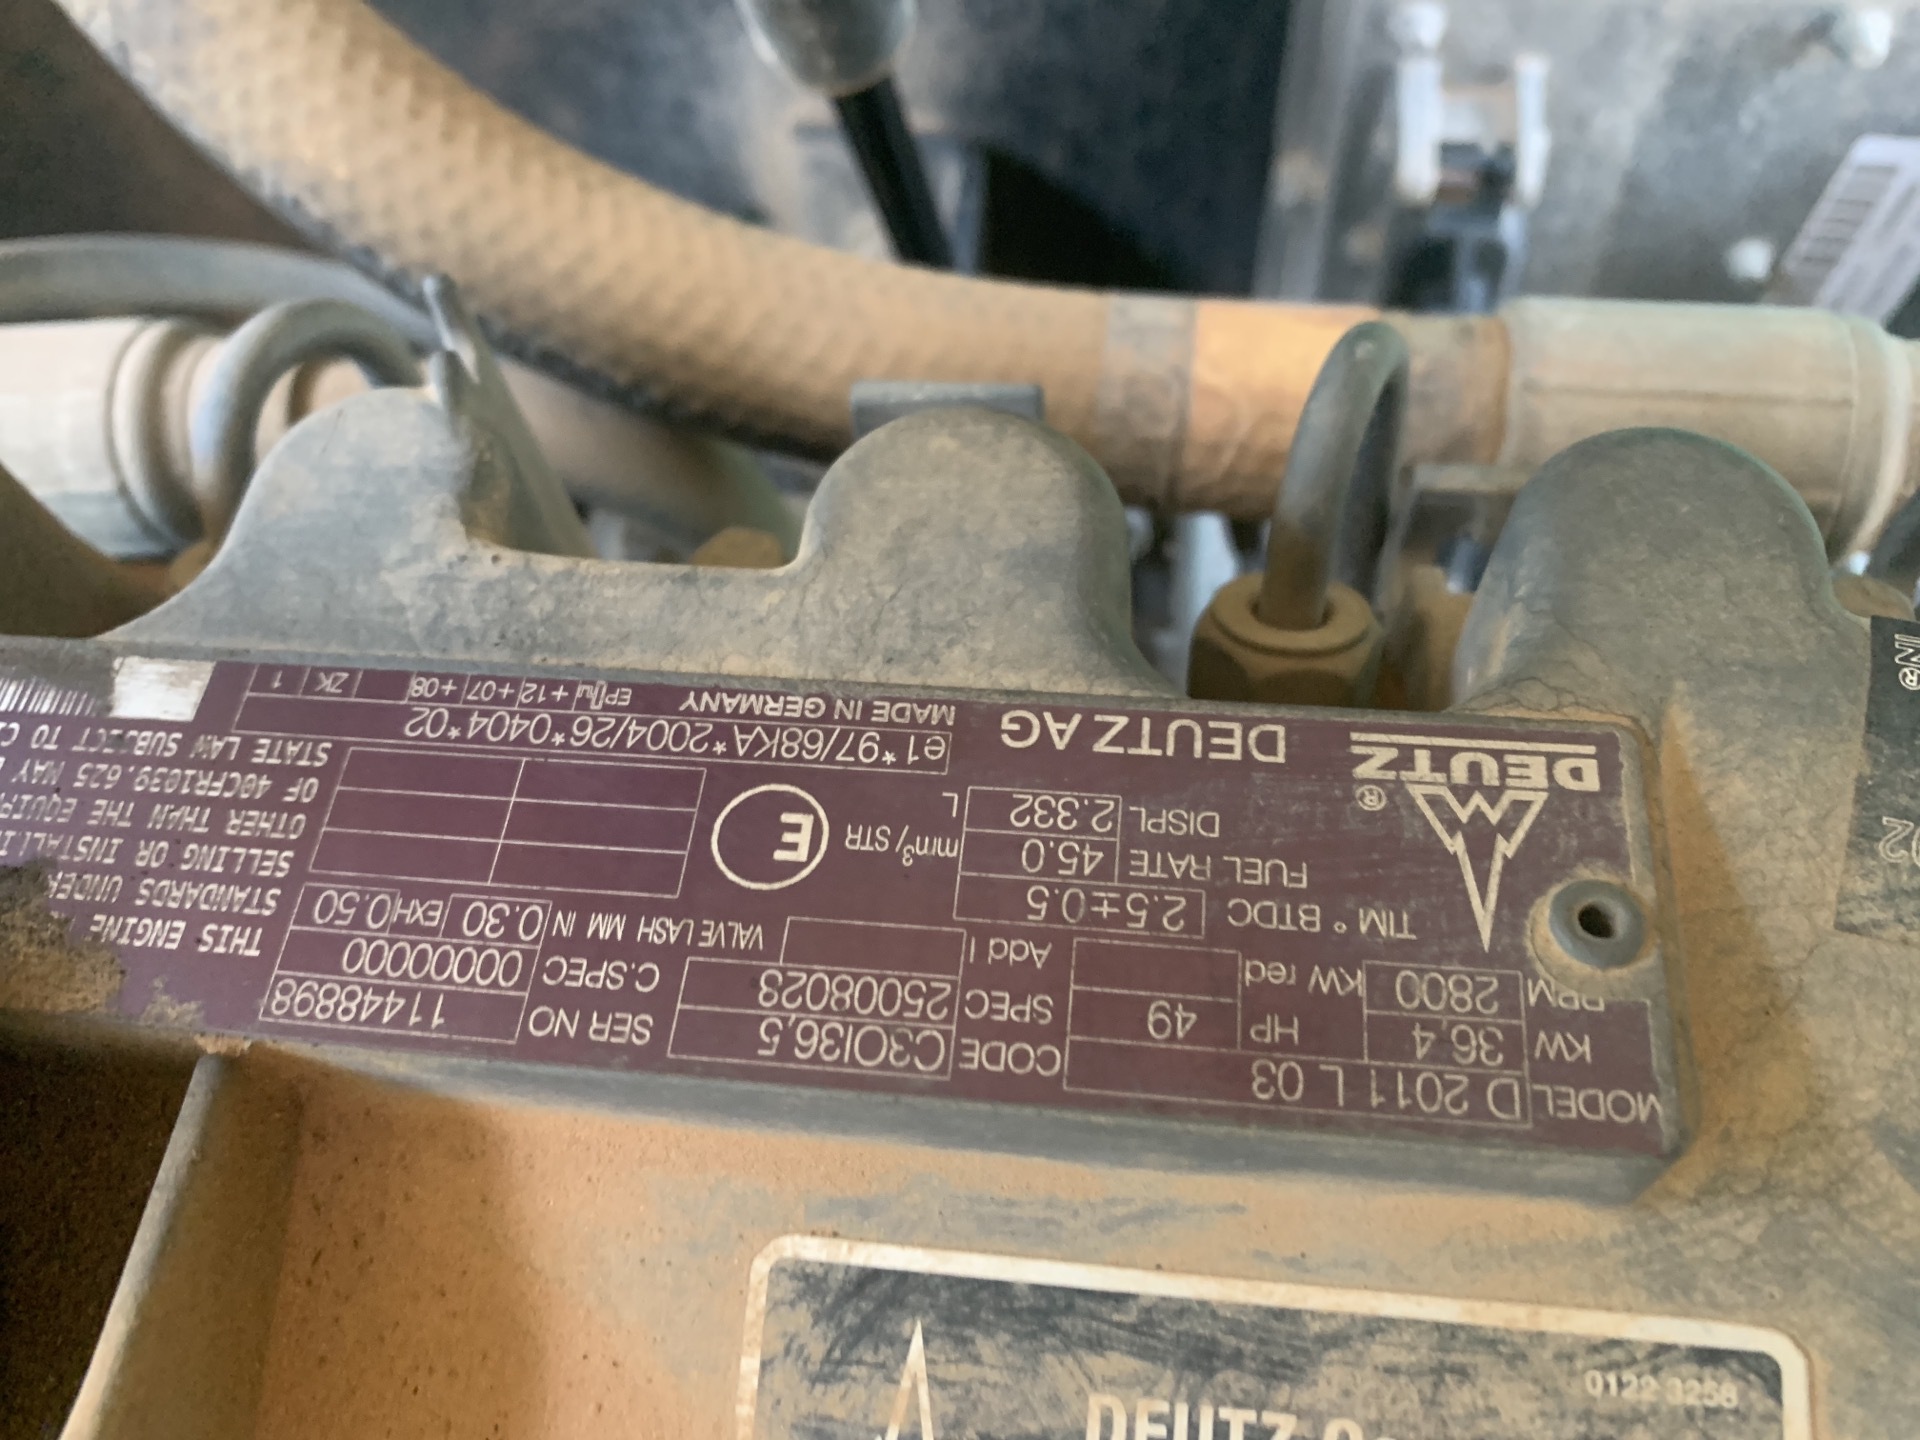 MODEL D 2011 L 03 CODE C3OI36,5 SER NO 11448898
KW 36,4 HP 49 SPEC 25008023 C.SPEC 00000000
RPM 2800 KW red Add I VALVE LASH MM IN 0.30 EXH 0.50
TIM ° BTDC 2.5±0.5
FUEL RATE 45.0 mm³/STR
DISPL 2.332 L
E
DEUTZ ®
DEUTZ AG
MADE IN GERMANY
e1*97/68KA*2004/26*0404*02
+12 +07 +08 ZK 1
THIS ENGINE
STANDARDS UNDER
SELLING OR INSTALLI
OTHER THAN THE EQUIP
OF 40CFR1039.625 MAY
STATE LAW SUBJECT TO
0122 3258
DEUTZ